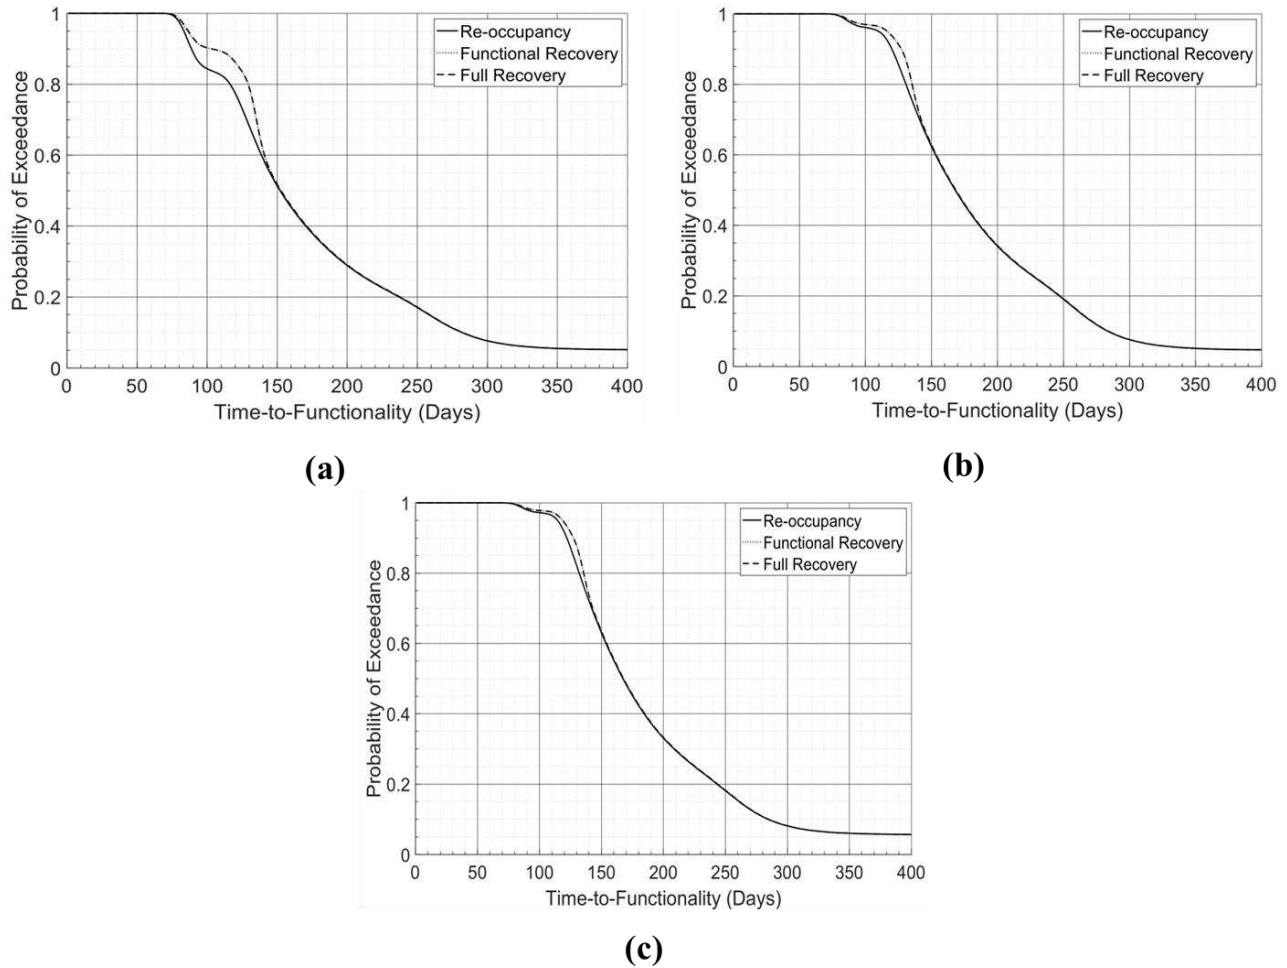 1
0.8
0.6
0.4
0.2
0
Probability of Exceedance
Re-occupancy
Functional Recovery
Full Recovery
0 50 100 150 200 250 300 350 400
Time-to-Functionality (Days)
(a)
1
0.8
0.6
0.4
0.2
0
Probability of Exceedance
Re-occupancy
Functional Recovery
Full Recovery
0 50 100 150 200 250 300 350 400
Time-to-Functionality (Days)
(b)
1
0.8
0.6
0.4
0.2
0
Probability of Exceedance
Re-occupancy
Functional Recovery
Full Recovery
0 50 100 150 200 250 300 350 400
Time-to-Functionality (Days)
(c)